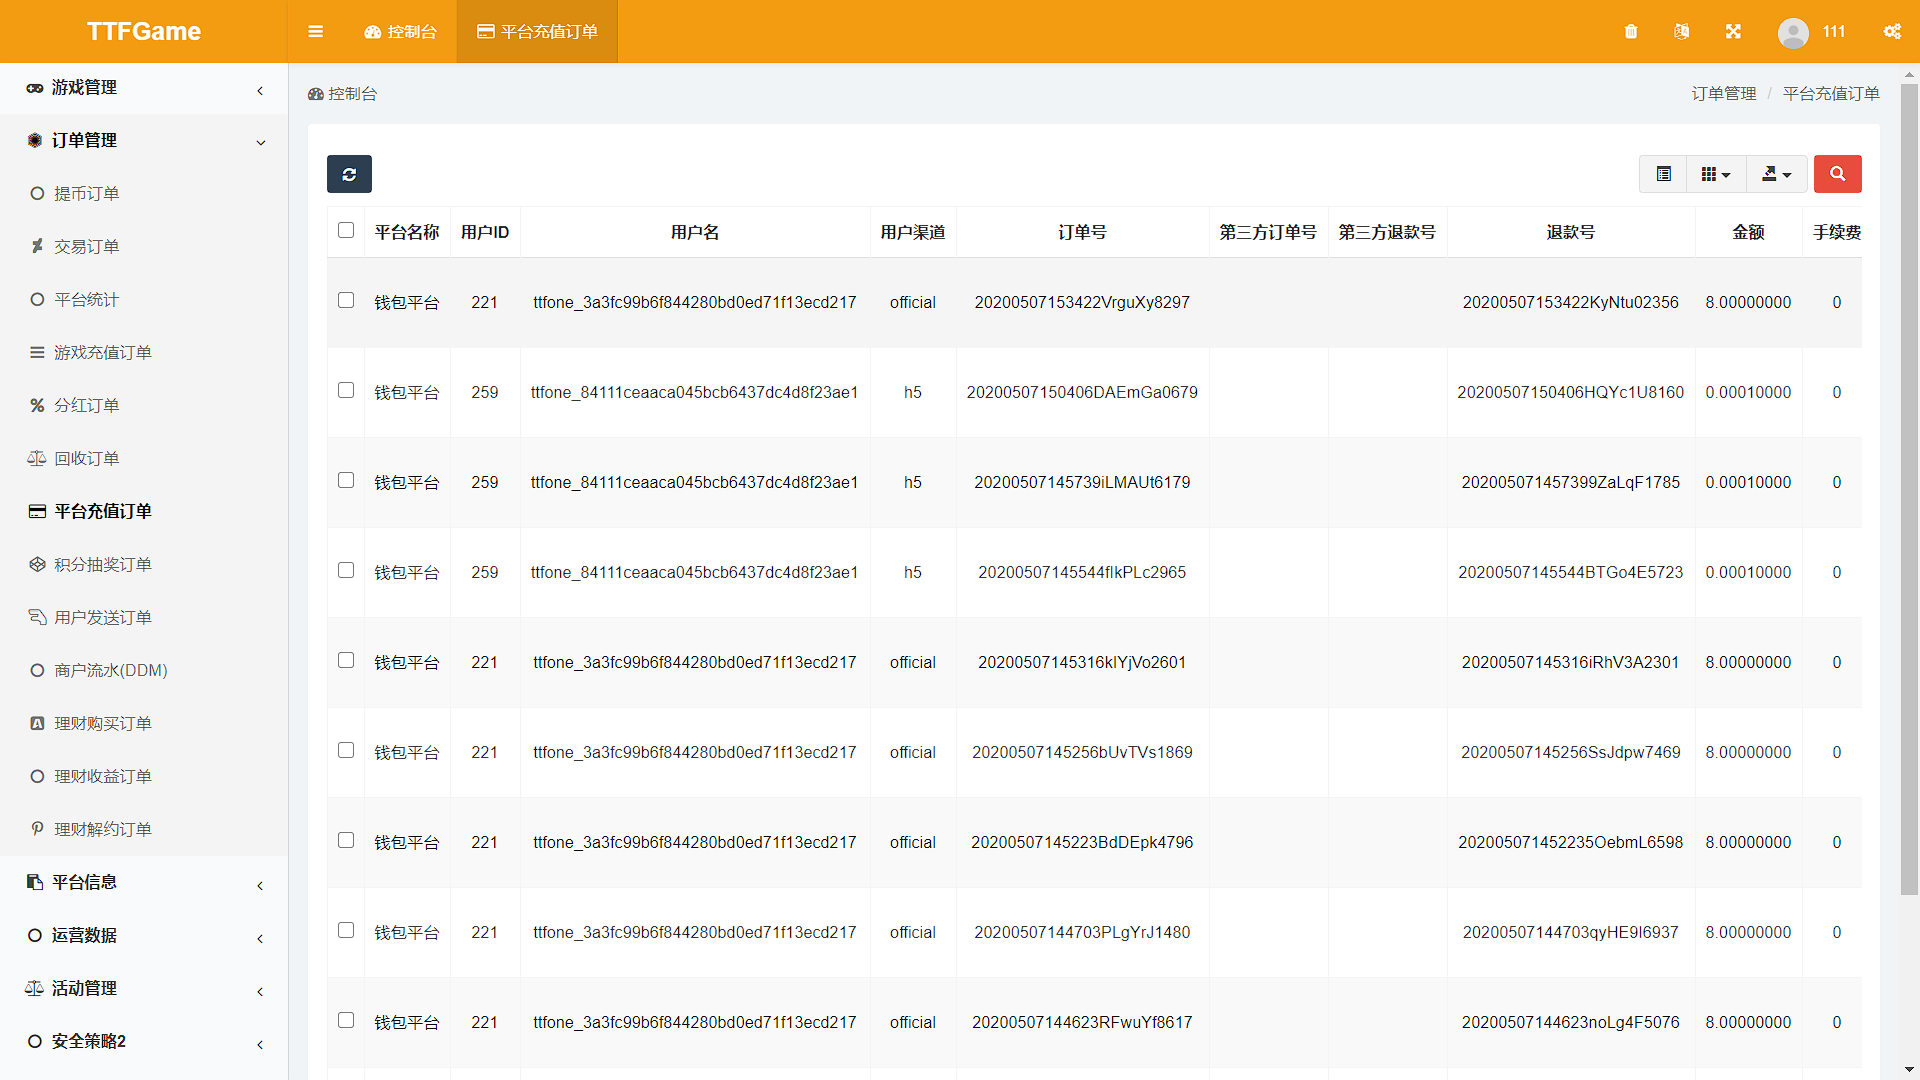 TTFGame
控制台
平台充值订单
111
游戏管理
订单管理
提币订单
交易订单
平台统计
游戏充值订单
分红订单
回收订单
平台充值订单
积分抽奖订单
用户发送订单
商户流水(DDM)
理财购买订单
理财收益订单
理财解约订单
平台信息
运营数据
活动管理
安全策略2
控制台
订单管理 / 平台充值订单
平台名称 用户ID 用户名 用户渠道 订单号 第三方订单号 第三方退款号 退款号 金额 手续费
钱包平台 221 ttfone_3a3fc99b6f844280bd0ed71f13ecd217 official 20200507153422VrguXy8297 20200507153422KyNtu02356 8.00000000 0
钱包平台 259 ttfone_84111ceaaca045bcb6437dc4d8f23ae1 h5 20200507150406DAEmGa0679 20200507150406HQYc1U8160 0.00010000 0
钱包平台 259 ttfone_84111ceaaca045bcb6437dc4d8f23ae1 h5 20200507145739iLMAUt6179 202005071457399ZaLqF1785 0.00010000 0
钱包平台 259 ttfone_84111ceaaca045bcb6437dc4d8f23ae1 h5 20200507145544flkPLc2965 20200507145544BTGo4E5723 0.00010000 0
钱包平台 221 ttfone_3a3fc99b6f844280bd0ed71f13ecd217 official 20200507145316klYjVo2601 20200507145316iRhV3A2301 8.00000000 0
钱包平台 221 ttfone_3a3fc99b6f844280bd0ed71f13ecd217 official 20200507145256bUvTVs1869 20200507145256SsJdpw7469 8.00000000 0
钱包平台 221 ttfone_3a3fc99b6f844280bd0ed71f13ecd217 official 20200507145223BdDEpk4796 202005071452235OebmL6598 8.00000000 0
钱包平台 221 ttfone_3a3fc99b6f844280bd0ed71f13ecd217 official 20200507144703PLgYrJ1480 20200507144703qyHE9I6937 8.00000000 0
钱包平台 221 ttfone_3a3fc99b6f844280bd0ed71f13ecd217 official 20200507144623RFwuYf8617 20200507144623noLg4F5076 8.00000000 0